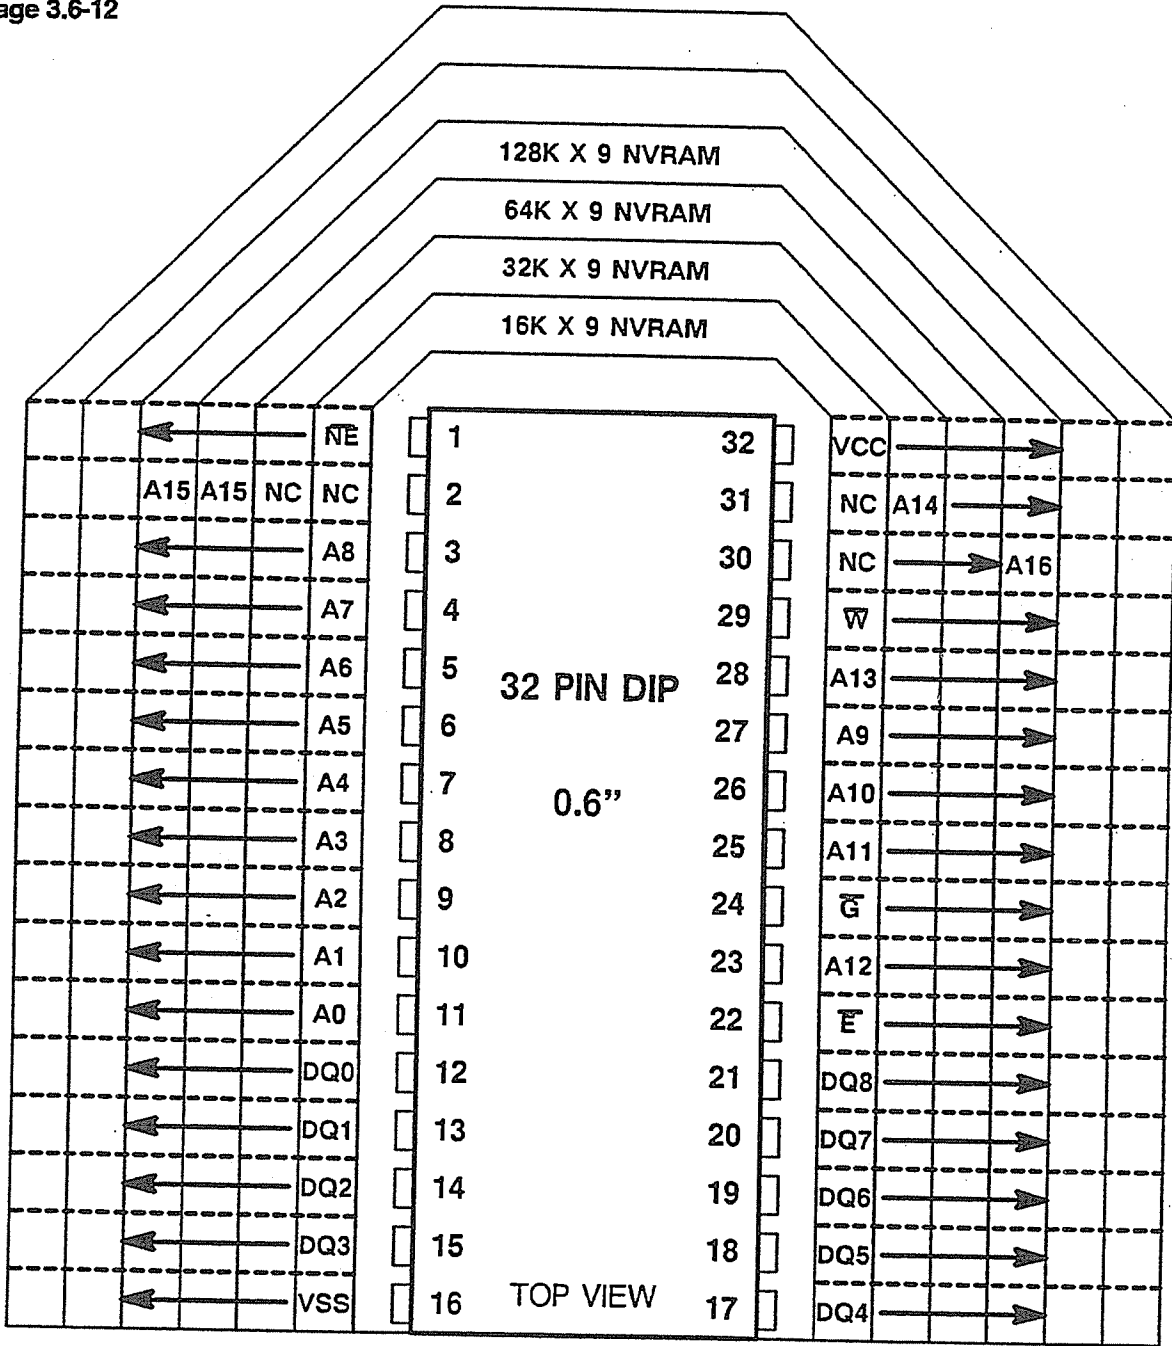 age 3.6-12
128K X 9 NVRAM
64K X 9 NVRAM
32K X 9 NVRAM
16K X 9 NVRAM
N̅E̅ 1 32 VCC
A15 A15 NC NC 2 31 NC A14
A8 3 30 NC A16
A7 4 29 W̅
A6 5 28 A13
32 PIN DIP
A5 6 27 A9
A4 7 26 A10
0.6”
A3 8 25 A11
A2 9 24 G̅
A1 10 23 A12
A0 11 22 E̅
DQ0 12 21 DQ8
DQ1 13 20 DQ7
DQ2 14 19 DQ6
DQ3 15 18 DQ5
VSS 16 TOP VIEW 17 DQ4